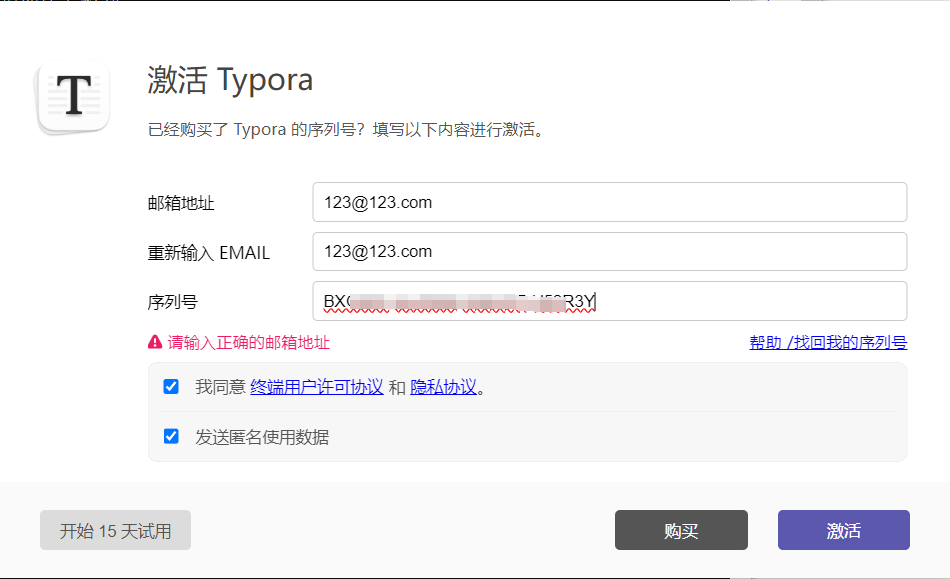 T
激活 Typora
已经购买了 Typora 的序列号？填写以下内容进行激活。
邮箱地址 123@123.com
重新输入 EMAIL 123@123.com
序列号
请输入正确的邮箱地址 帮助 /找回我的序列号
我同意 终端用户许可协议 和 隐私协议。
发送匿名使用数据
开始 15 天试用 购买 激活